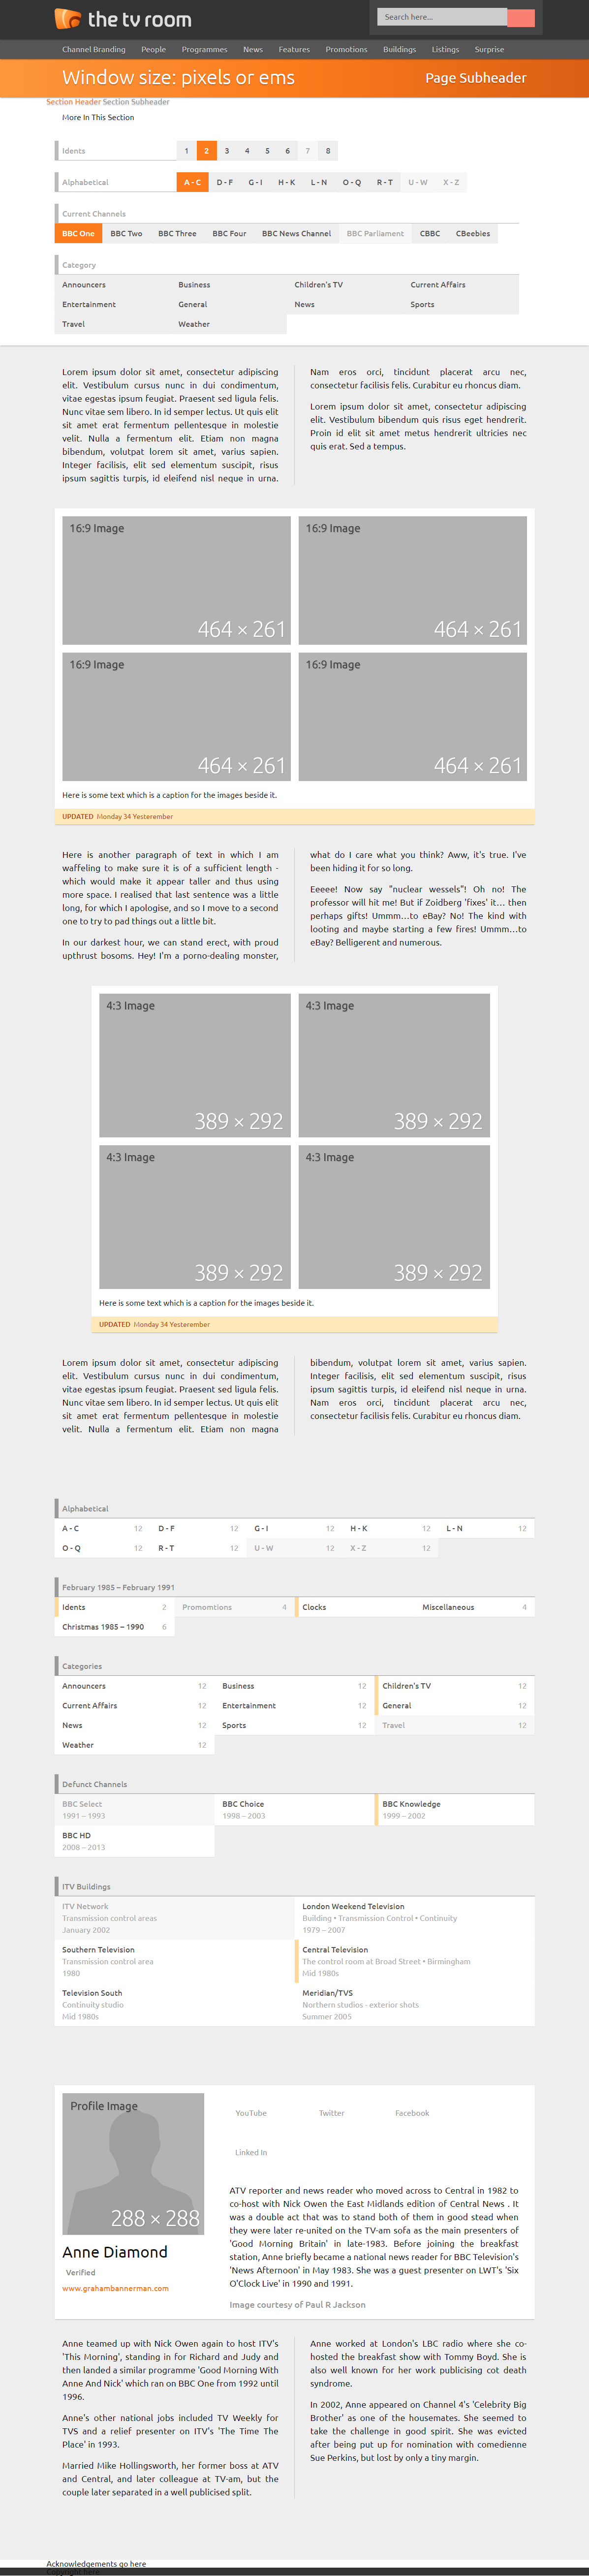 the tv room
Search here...
Channel Branding People Programmes News Features Promotions Buildings Listings Surprise
Window size: pixels or ems
Page Subheader
Section Header Section Subheader
More In This Section
Idents 1 2 3 4 5 6 7 8
Alphabetical A - C D - F G - I H - K L - N O - Q R - T U - W X - Z
Current Channels
BBC One BBC Two BBC Three BBC Four BBC News Channel BBC Parliament CBBC CBeebies
Category
Announcers Business Children's TV Current Affairs
Entertainment General News Sports
Travel Weather
Lorem ipsum dolor sit amet, consectetur adipiscing
elit. Vestibulum cursus nunc in dui condimentum,
vitae egestas ipsum feugiat. Praesent sed ligula felis.
Nunc vitae sem libero. In id semper lectus. Ut quis elit
sit amet erat fermentum pellentesque in molestie
velit. Nulla a fermentum elit. Etiam non magna
bibendum, volutpat lorem sit amet, varius sapien.
Integer facilisis, elit sed elementum suscipit, risus
ipsum sagittis turpis, id eleifend nisl neque in urna.
Nam eros orci, tincidunt placerat arcu nec,
consectetur facilisis felis. Curabitur eu rhoncus diam.
Lorem ipsum dolor sit amet, consectetur adipiscing
elit. Vestibulum bibendum quis risus eget hendrerit.
Proin id elit sit amet metus hendrerit ultricies nec
quis erat. Sed a tempus.
16:9 Image
464 × 261
16:9 Image
464 × 261
16:9 Image
464 × 261
16:9 Image
464 × 261
Here is some text which is a caption for the images beside it.
UPDATED Monday 34 Yesterember
Here is another paragraph of text in which I am
waffeling to make sure it is of a sufficient length -
which would make it appear taller and thus using
more space. I realised that last sentence was a little
long, for which I apologise, and so I move to a second
one to try to pad things out a little bit.
In our darkest hour, we can stand erect, with proud
upthrust bosoms. Hey! I'm a porno-dealing monster,
what do I care what you think? Aww, it's true. I've
been hiding it for so long.
Eeeee! Now say "nuclear wessels"! Oh no! The
professor will hit me! But if Zoidberg 'fixes' it… then
perhaps gifts! Ummm…to eBay? No! The kind with
looting and maybe starting a few fires! Ummm…to
eBay? Belligerent and numerous.
4:3 Image
389 × 292
4:3 Image
389 × 292
4:3 Image
389 × 292
4:3 Image
389 × 292
Here is some text which is a caption for the images beside it.
UPDATED Monday 34 Yesterember
Lorem ipsum dolor sit amet, consectetur adipiscing
elit. Vestibulum cursus nunc in dui condimentum,
vitae egestas ipsum feugiat. Praesent sed ligula felis.
Nunc vitae sem libero. In id semper lectus. Ut quis elit
sit amet erat fermentum pellentesque in molestie
velit. Nulla a fermentum elit. Etiam non magna
bibendum, volutpat lorem sit amet, varius sapien.
Integer facilisis, elit sed elementum suscipit, risus
ipsum sagittis turpis, id eleifend nisl neque in urna.
Nam eros orci, tincidunt placerat arcu nec,
consectetur facilisis felis. Curabitur eu rhoncus diam.
Alphabetical
A - C 12 D - F 12 G - I 12 H - K 12 L - N 12
O - Q 12 R - T 12 U - W 12 X - Z 12
February 1985 – February 1991
Idents 2 Promomtions 4 Clocks Miscellaneous 4
Christmas 1985 – 1990 6
Categories
Announcers 12 Business 12 Children's TV 12
Current Affairs 12 Entertainment 12 General 12
News 12 Sports 12 Travel 12
Weather 12
Defunct Channels
BBC Select BBC Choice BBC Knowledge
1991 – 1993 1998 – 2003 1999 – 2002
BBC HD
2008 – 2013
ITV Buildings
ITV Network
Transmission control areas
January 2002
London Weekend Television
Building • Transmission Control • Continuity
1979 – 2007
Southern Television
Transmission control area
1980
Central Television
The control room at Broad Street • Birmingham
Mid 1980s
Television South
Continuity studio
Mid 1980s
Meridian/TVS
Northern studios - exterior shots
Summer 2005
Profile Image
288 × 288
Anne Diamond
Verified
www.grahambannerman.com
YouTube Twitter Facebook
Linked In
ATV reporter and news reader who moved across to Central in 1982 to
co-host with Nick Owen the East Midlands edition of Central News . It
was a double act that was to stand both of them in good stead when
they were later re-united on the TV-am sofa as the main presenters of
'Good Morning Britain' in late-1983. Before joining the breakfast
station, Anne briefly became a national news reader for BBC Television's
'News Afternoon' in May 1983. She was a guest presenter on LWT's 'Six
O'Clock Live' in 1990 and 1991.
Image courtesy of Paul R Jackson
Anne teamed up with Nick Owen again to host ITV's
'This Morning', standing in for Richard and Judy and
then landed a similar programme 'Good Morning With
Anne And Nick' which ran on BBC One from 1992 until
1996.
Anne's other national jobs included TV Weekly for
TVS and a relief presenter on ITV's 'The Time The
Place' in 1993.
Married Mike Hollingsworth, her former boss at ATV
and Central, and later colleague at TV-am, but the
couple later separated in a well publicised split.
Anne worked at London's LBC radio where she co-
hosted the breakfast show with Tommy Boyd. She is
also well known for her work publicising cot death
syndrome.
In 2002, Anne appeared on Channel 4's 'Celebrity Big
Brother' as one of the housemates. She seemed to
take the challenge in good spirit. She was evicted
after being put up for nomination with comedienne
Sue Perkins, but lost by only a tiny margin.
Acknowledgements go here